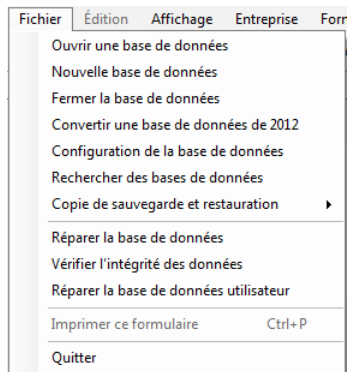 Fichier Édition Affichage Entreprise
Ouvrir une base de données
Nouvelle base de données
Fermer la base de données
Convertir une base de données de 2012
Configuration de la base de données
Rechercher des bases de données
Copie de sauvegarde et restauration
Réparer la base de données
Vérifier l'intégrité des données
Réparer la base de données utilisateur
Imprimer ce formulaire Ctrl+P
Quitter